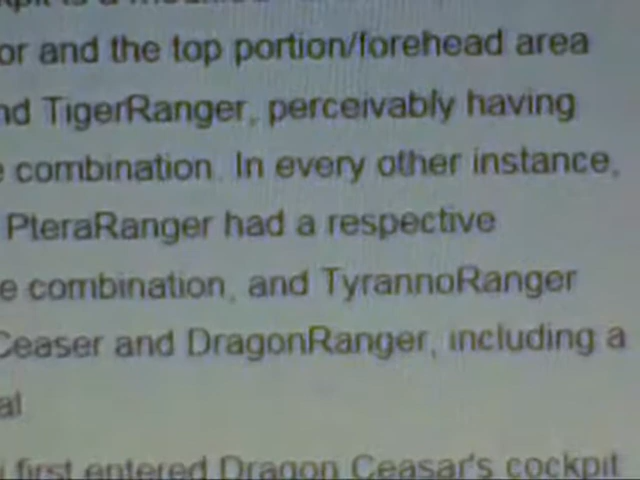 or and the top portion/forehead area
nd TigerRanger, perceivably having
e combination. In every other instance,
PteraRanger had a respective
e combination, and TyrannoRanger
Ceaser and DragonRanger, including a
al
first entered Dragon Ceasar's cockpit